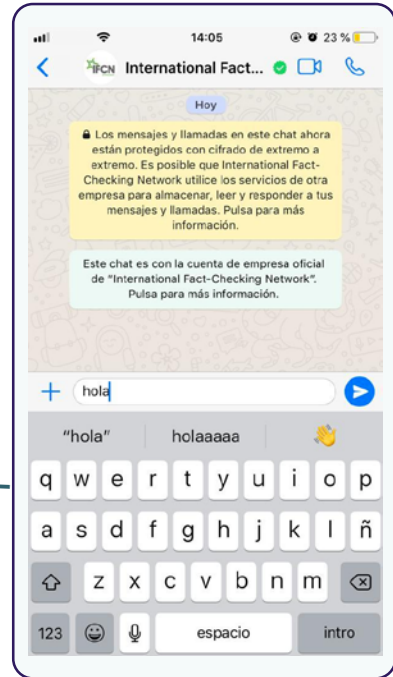 14:05
23 %
IFCN International Fact...
Hoy
Los mensajes y llamadas en este chat ahora
están protegidos con cifrado de extremo a
extremo. Es posible que International Fact-
Checking Network utilice los servicios de otra
empresa para almacenar, leer y responder a tus
mensajes y llamadas. Pulsa para más
información.
Este chat es con la cuenta de empresa oficial
de “International Fact-Checking Network”.
Pulsa para más información.
hola
“hola” holaaaaa
q w e r t y u i o p
a s d f g h j k l ñ
z x c v b n m
123 espacio intro